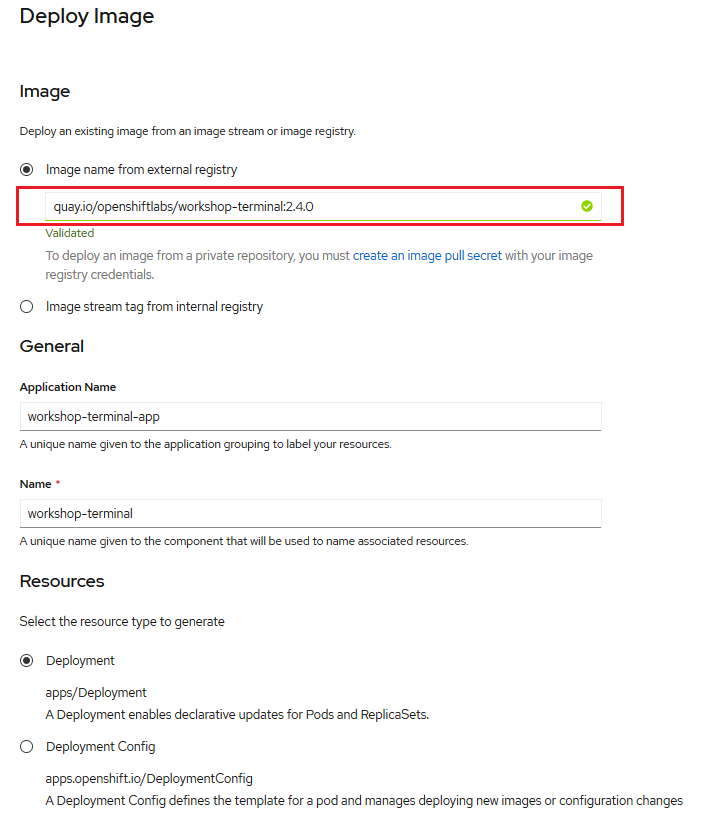 Deploy Image
Image
Deploy an existing image from an image stream or image registry.
Image name from external registry
quay.io/openshiftlabs/workshop-terminal:2.4.0
Validated
To deploy an image from a private repository, you must create an image pull secret with your image
registry credentials.
Image stream tag from internal registry
General
Application Name
workshop-terminal-app
A unique name given to the application grouping to label your resources.
Name *
workshop-terminal
A unique name given to the component that will be used to name associated resources.
Resources
Select the resource type to generate
Deployment
apps/Deployment
A Deployment enables declarative updates for Pods and ReplicaSets.
Deployment Config
apps.openshift.io/DeploymentConfig
A Deployment Config defines the template for a pod and manages deploying new images or configuration changes